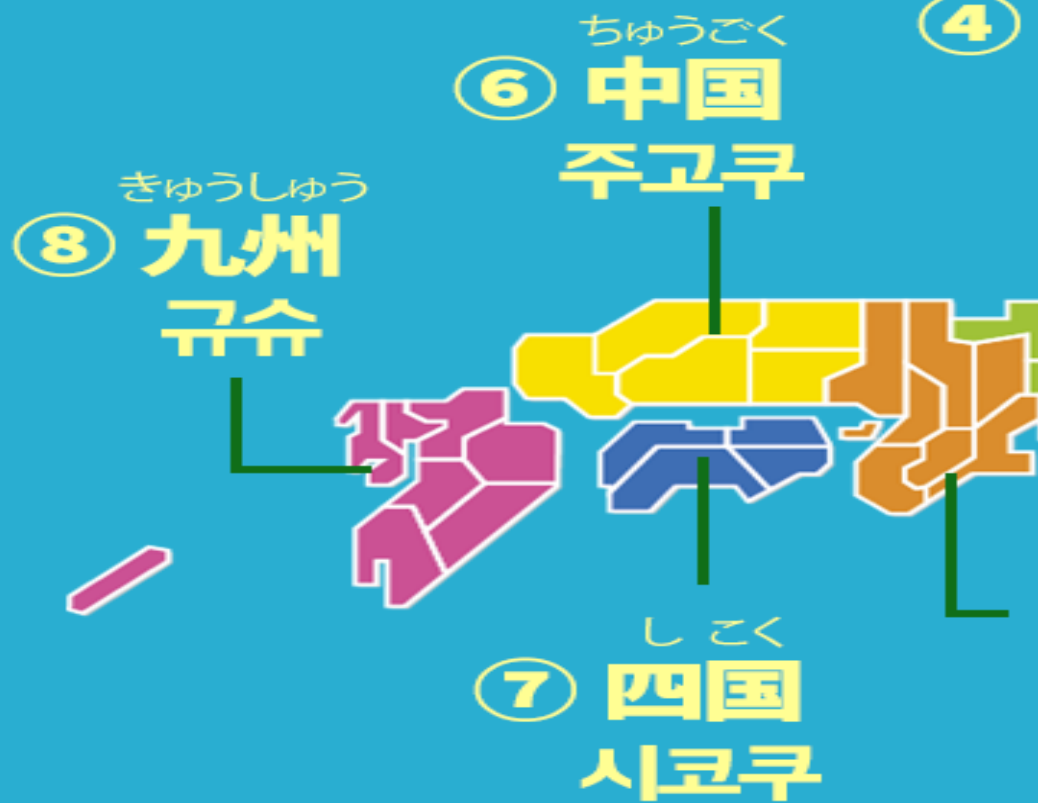 ④
ちゅうごく
⑥ 中国
주고쿠
きゅうしゅう
⑧ 九州
규슈
し こく
⑦ 四国
시코쿠